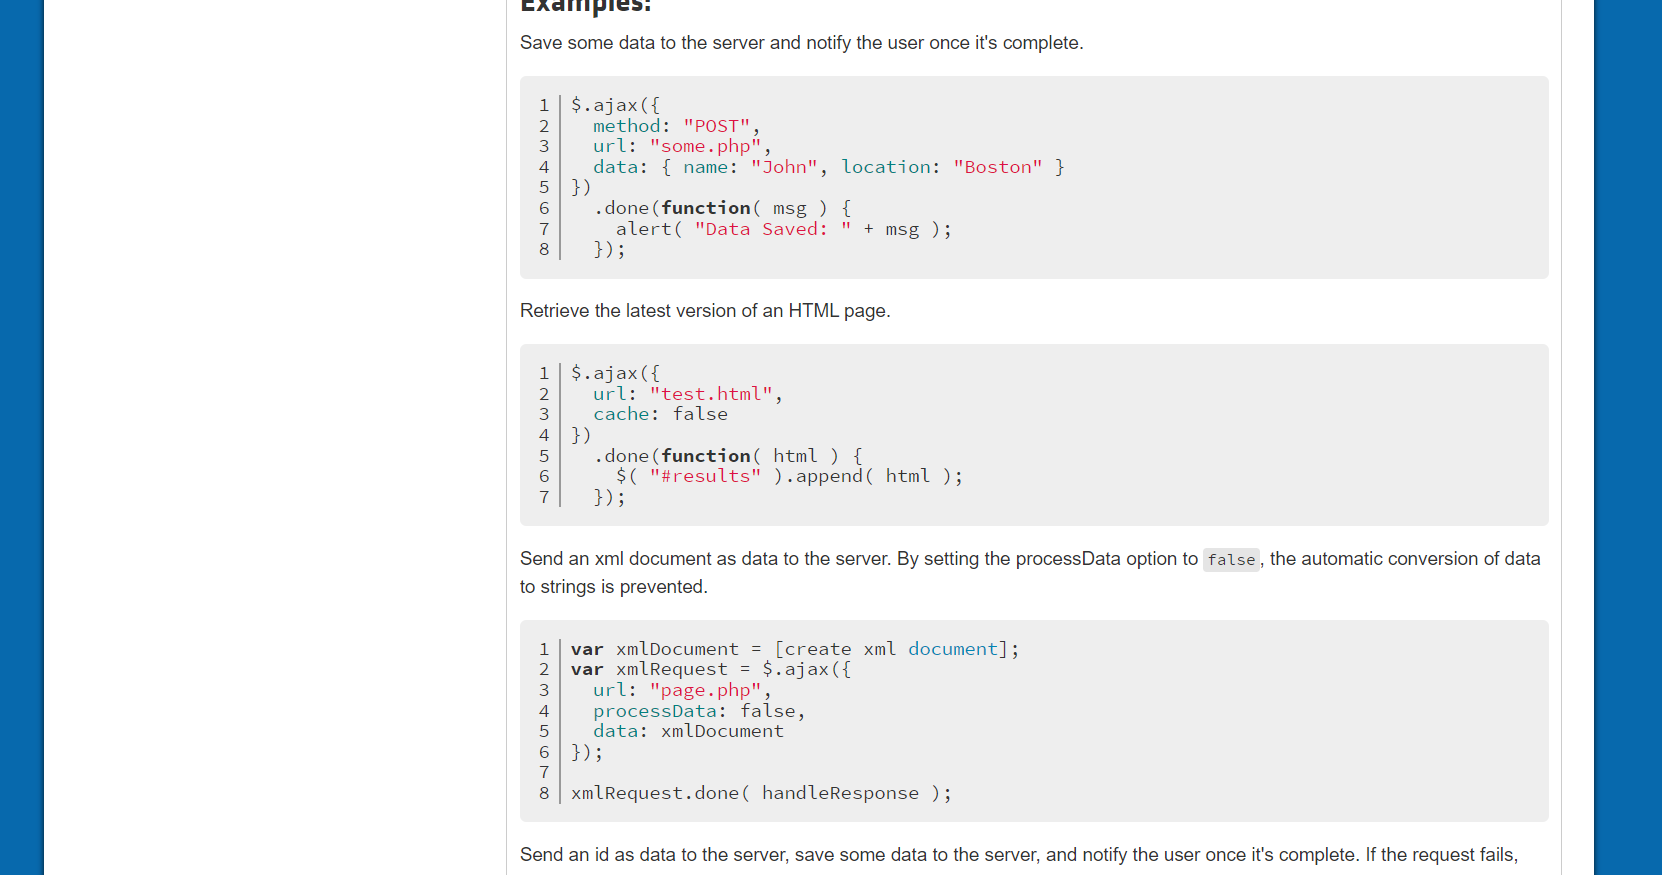 Examples:
Save some data to the server and notify the user once it's complete.
1 $.ajax({
2   method: "POST",
3   url: "some.php",
4   data: { name: "John", location: "Boston" }
5 })
6   .done(function( msg ) {
7     alert( "Data Saved: " + msg );
8   });
Retrieve the latest version of an HTML page.
1 $.ajax({
2   url: "test.html",
3   cache: false
4 })
5   .done(function( html ) {
6     $( "#results" ).append( html );
7   });
Send an xml document as data to the server. By setting the processData option to false, the automatic conversion of data
to strings is prevented.
1 var xmlDocument = [create xml document];
2 var xmlRequest = $.ajax({
3   url: "page.php",
4   processData: false,
5   data: xmlDocument
6 });
7
8 xmlRequest.done( handleResponse );
Send an id as data to the server, save some data to the server, and notify the user once it's complete. If the request fails,